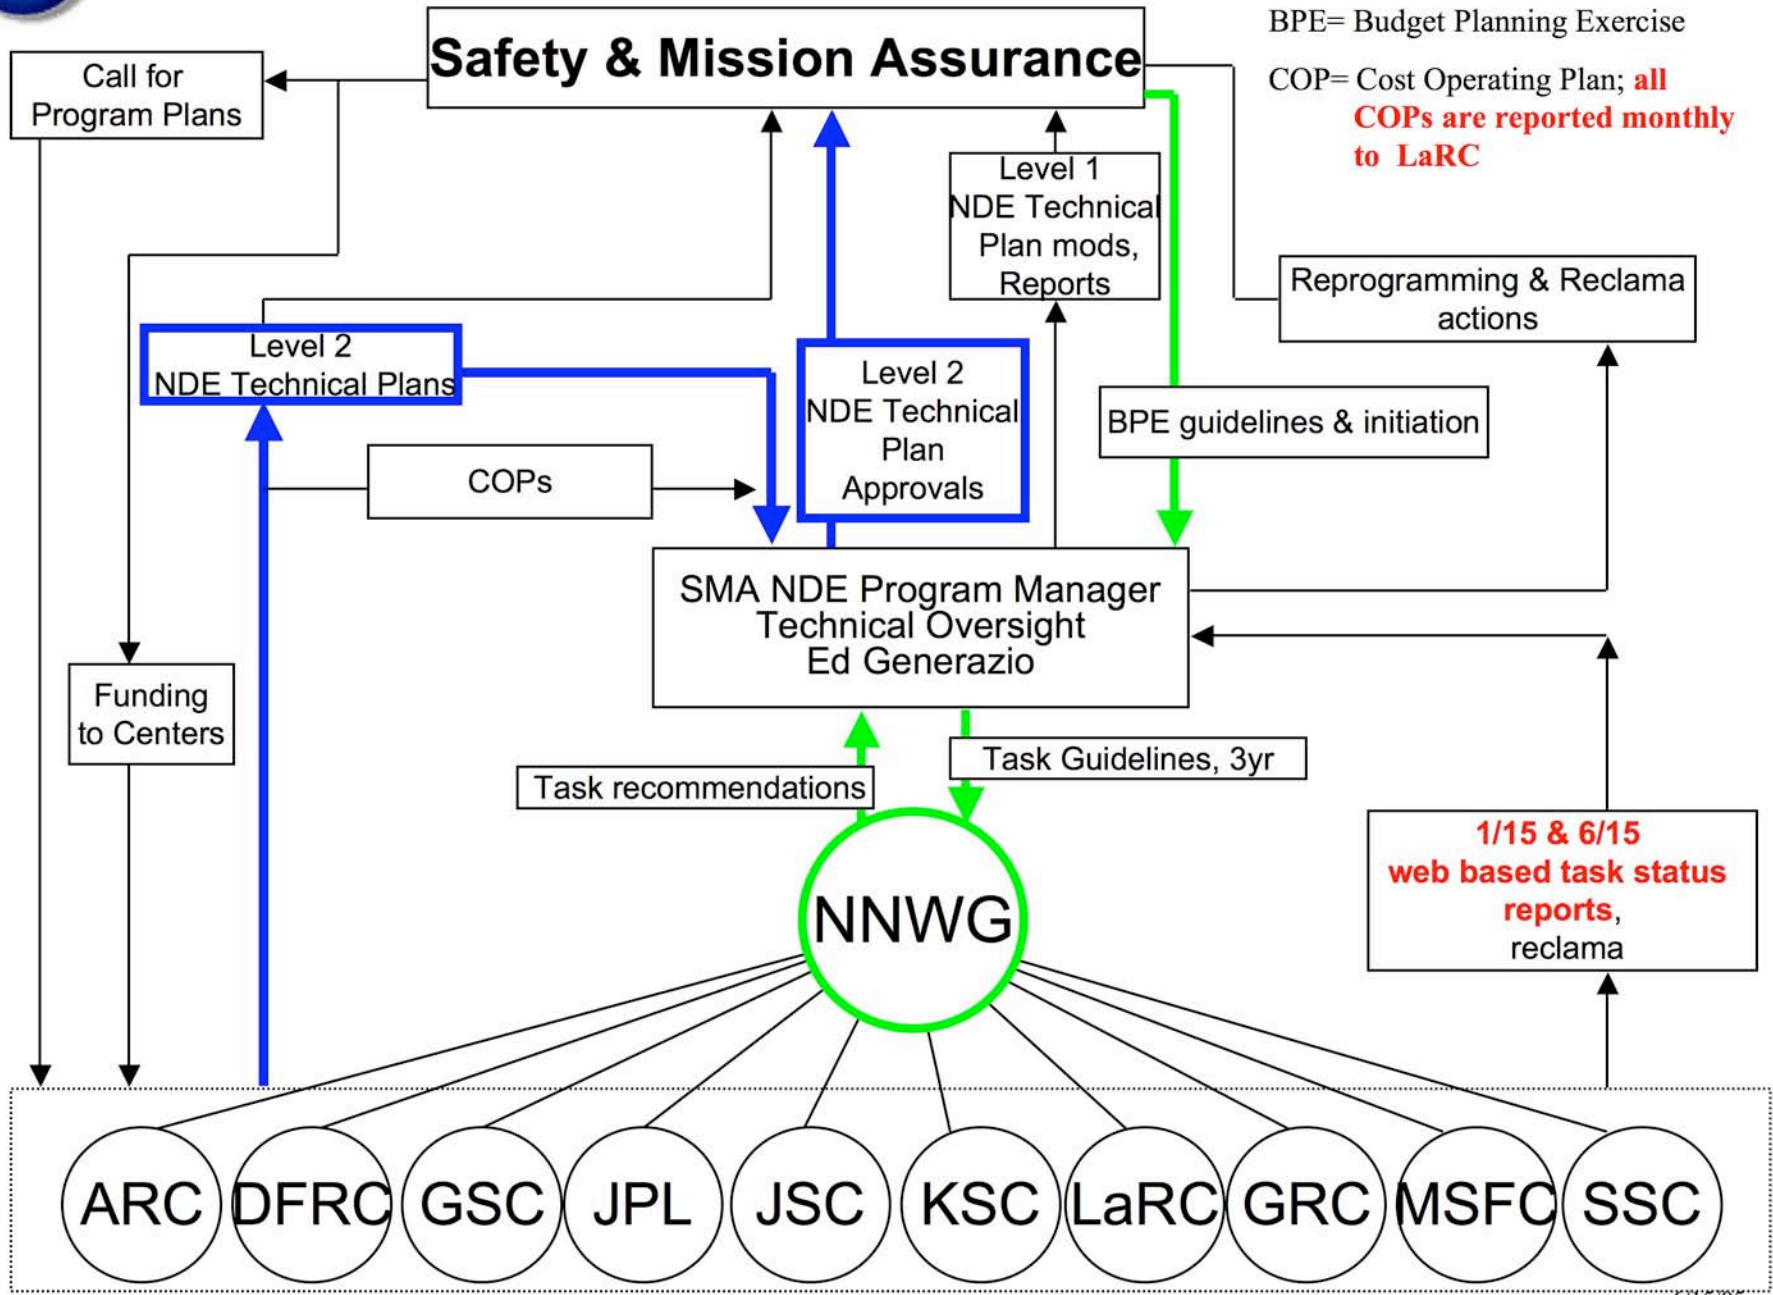 Safety & Mission Assurance
BPE= Budget Planning Exercise
COP= Cost Operating Plan; all
COPs are reported monthly
to LaRC
Call for
Program Plans
Level 1
NDE Technical
Plan mods,
Reports
Reprogramming & Reclama
actions
Level 2
NDE Technical Plans
Level 2
NDE Technical
Plan
Approvals
BPE guidelines & initiation
COPs
SMA NDE Program Manager
Technical Oversight
Ed Generazio
Funding
to Centers
Task Guidelines, 3yr
Task recommendations
1/15 & 6/15
web based task status
reports,
reclama
NNWG
ARC
DFRC
GSC
JPL
JSC
KSC
LaRC
GRC
MSFC
SSC